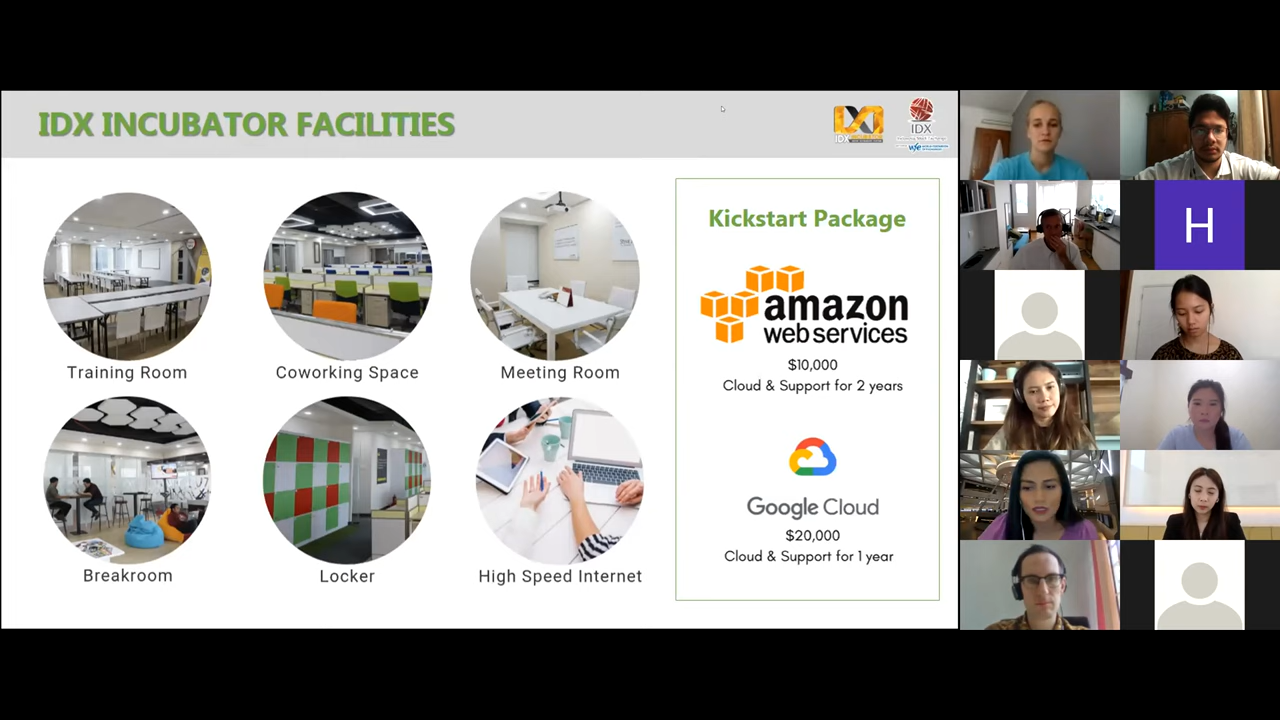 IDX INCUBATOR FACILITIES
IDX
IDX
Training Room
Coworking Space
Meeting Room
Breakroom
Locker
High Speed Internet
Kickstart Package
amazon
web services
$10,000
Cloud & Support for 2 years
Google Cloud
$20,000
Cloud & Support for 1 year
H